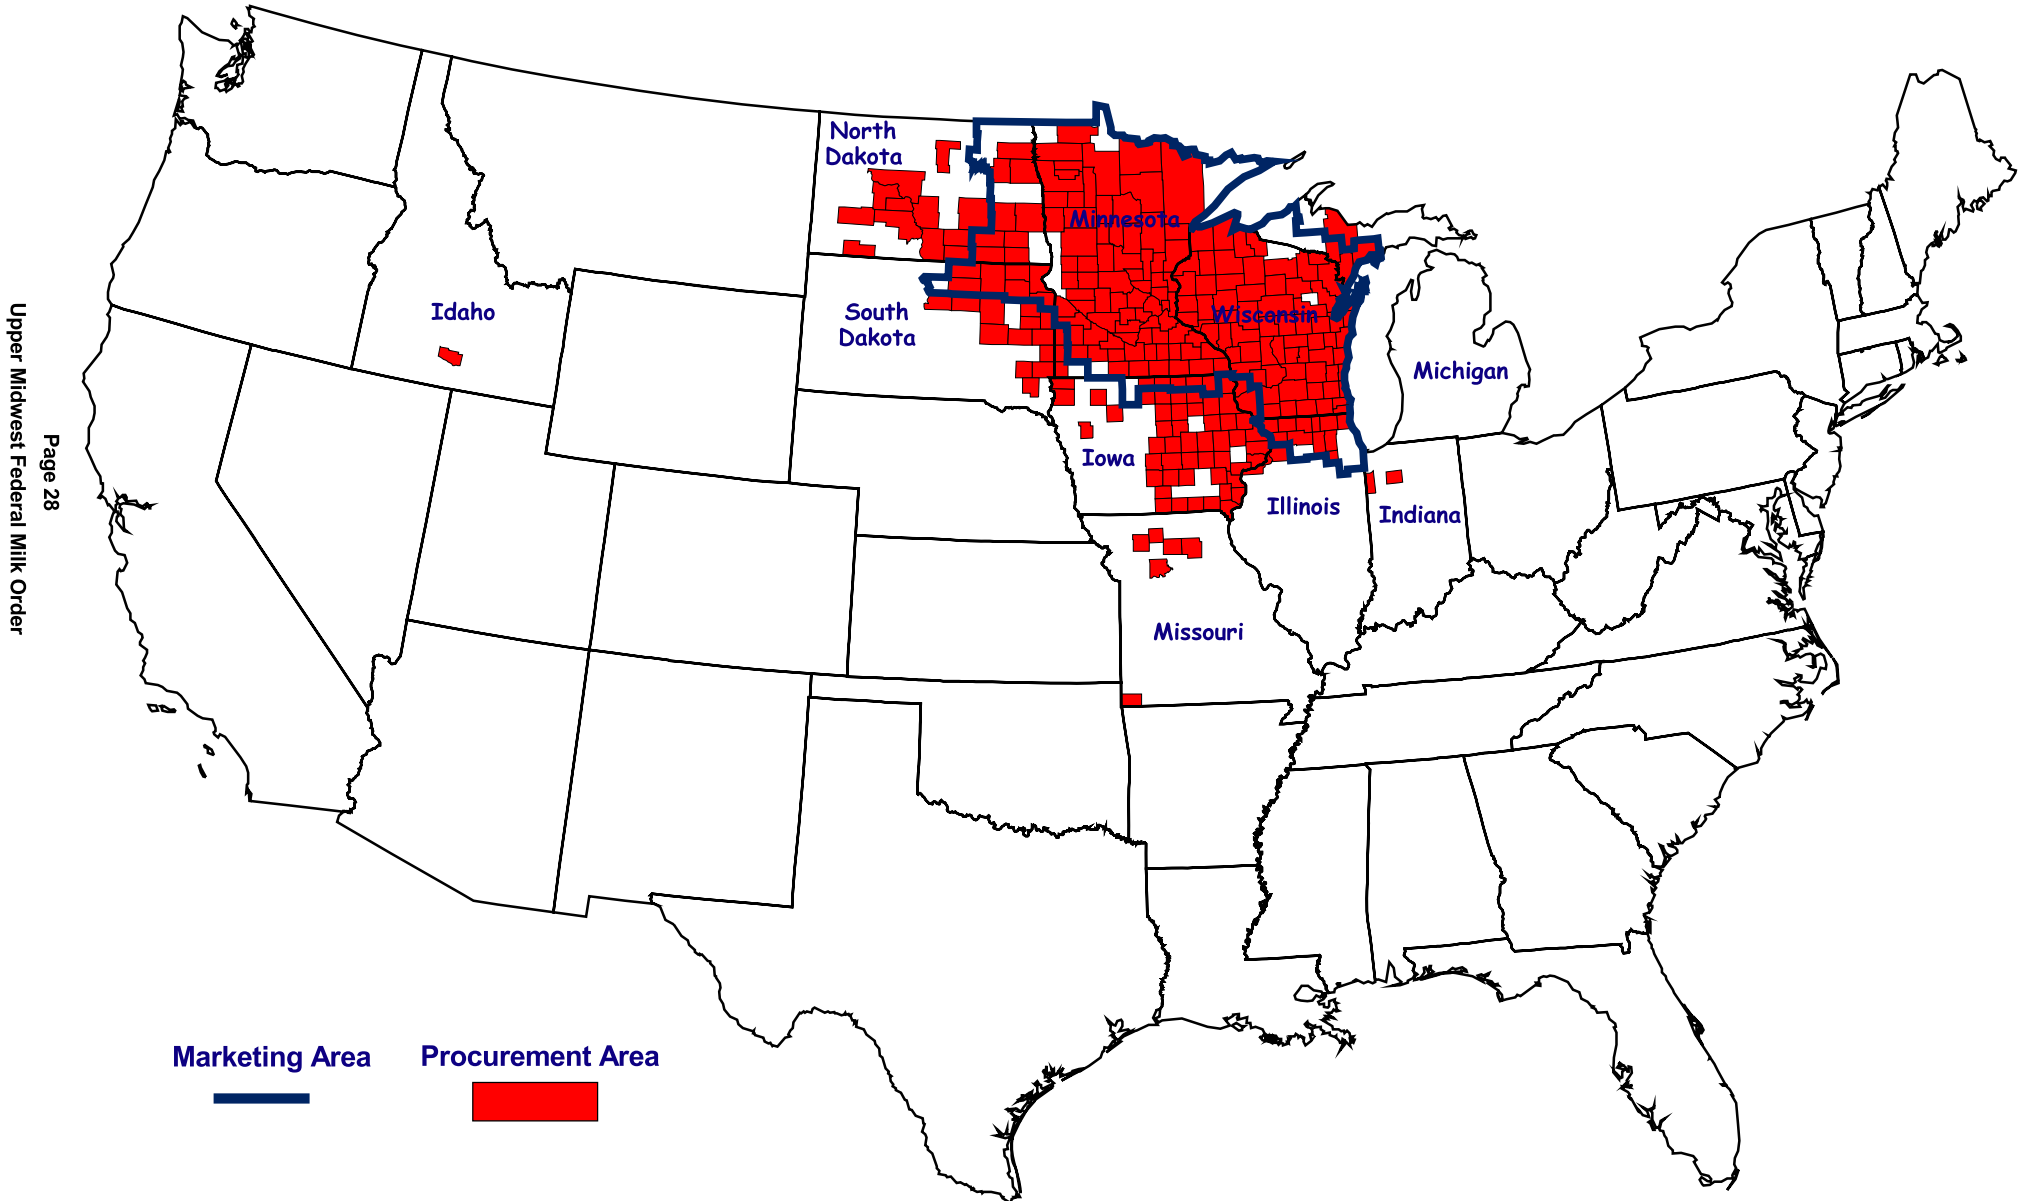 North
Dakota
Minnesota
Idaho
South
Dakota
Wisconsin
Michigan
Iowa
Illinois
Indiana
Missouri
Marketing Area
Procurement Area
Page 28
Upper Midwest Federal Milk Order